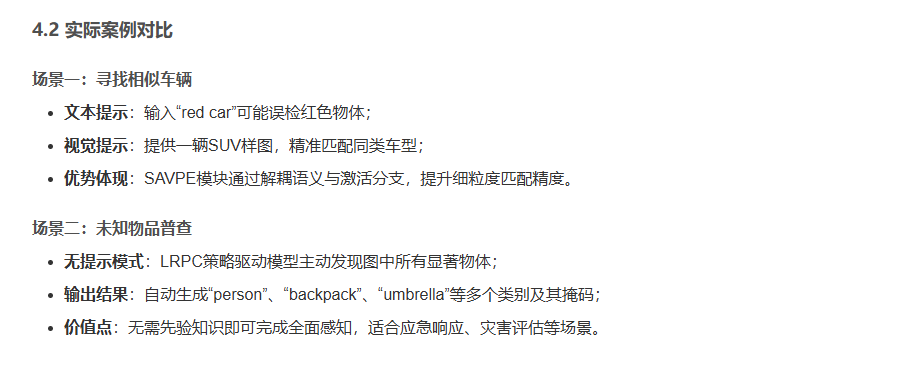 4.2 实际案例对比
场景一：寻找相似车辆
文本提示：输入“red car”可能误检红色物体；
视觉提示：提供一辆SUV样图，精准匹配同类车型；
优势体现：SAVPE模块通过解耦语义与激活分支，提升细粒度匹配精度。
场景二：未知物品普查
无提示模式：LRPC策略驱动模型主动发现图中所有显著物体；
输出结果：自动生成“person”、“backpack”、“umbrella”等多个类别及其掩码；
价值点：无需先验知识即可完成全面感知，适合应急响应、灾害评估等场景。